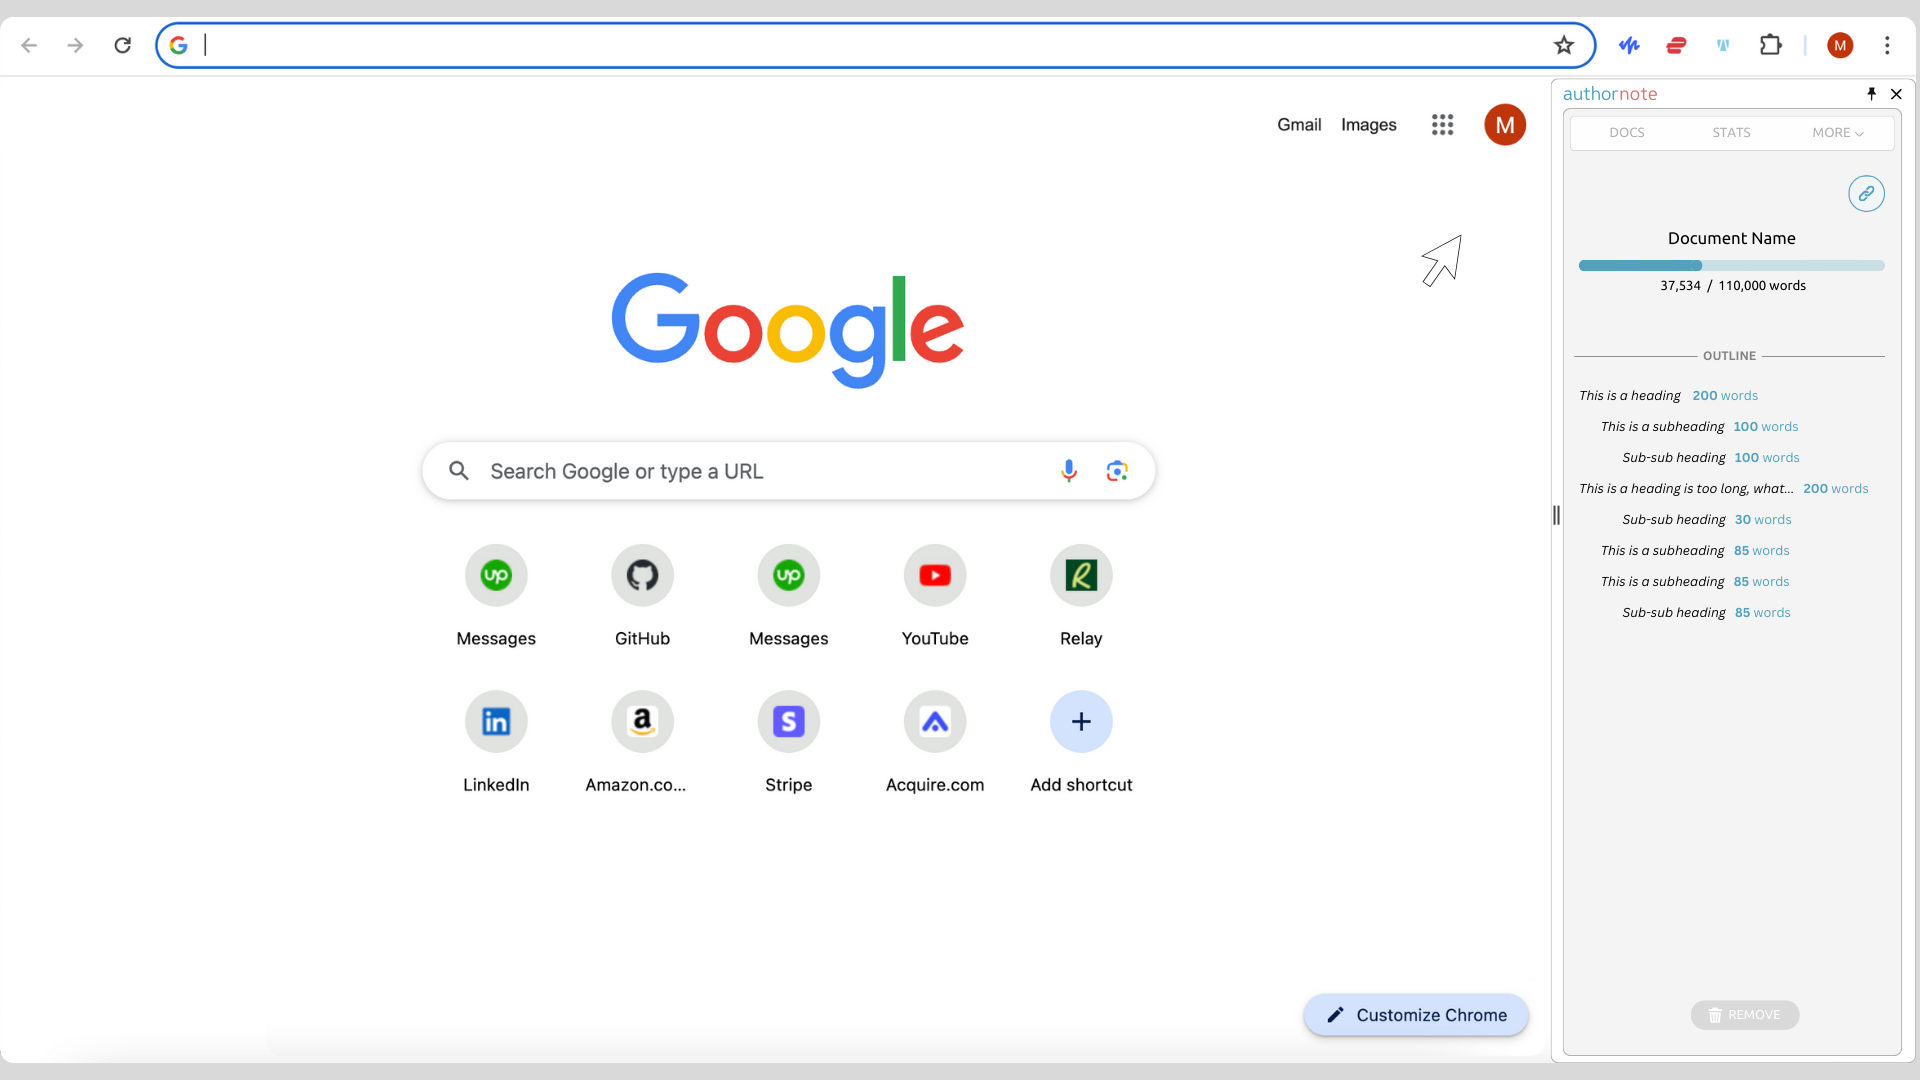 M
authornote
DOCS STATS MORE
Gmail Images M
Document Name
37,534 / 110,000 words
Google
OUTLINE
This is a heading 200 words
This is a subheading 100 words
Sub-sub heading 100 words
This is a heading is too long, what... 200 words
Sub-sub heading 30 words
This is a subheading 85 words
This is a subheading 85 words
Sub-sub heading 85 words
Search Google or type a URL
up up R
Messages GitHub Messages YouTube Relay
in a S
LinkedIn Amazon.co... Stripe Acquire.com Add shortcut
Customize Chrome
REMOVE